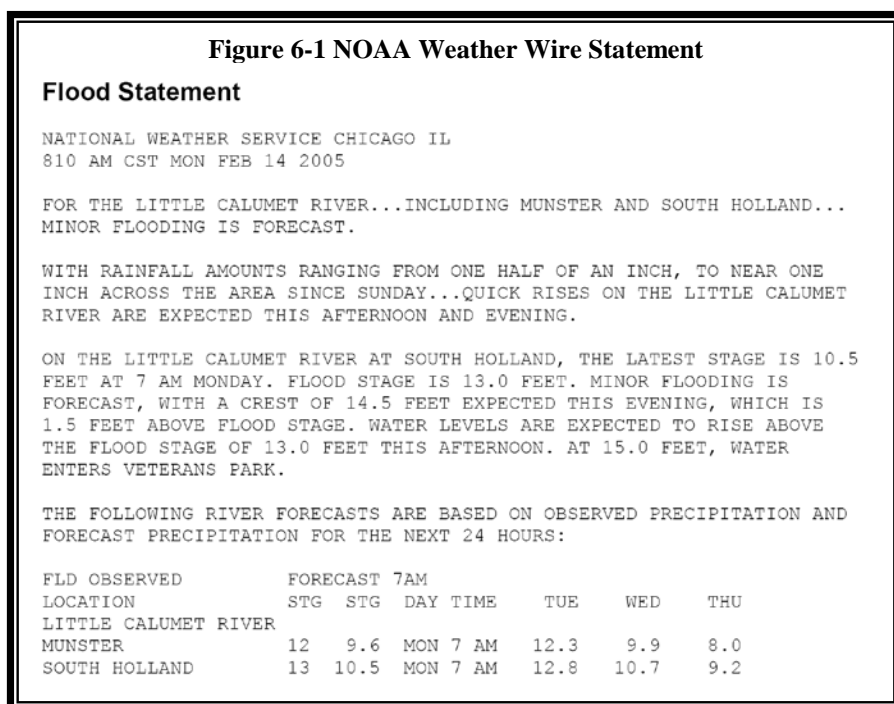 Figure 6-1 NOAA Weather Wire Statement
Flood Statement
NATIONAL WEATHER SERVICE CHICAGO IL
810 AM CST MON FEB 14 2005
FOR THE LITTLE CALUMET RIVER...INCLUDING MUNSTER AND SOUTH HOLLAND...
MINOR FLOODING IS FORECAST.
WITH RAINFALL AMOUNTS RANGING FROM ONE HALF OF AN INCH, TO NEAR ONE
INCH ACROSS THE AREA SINCE SUNDAY...QUICK RISES ON THE LITTLE CALUMET
RIVER ARE EXPECTED THIS AFTERNOON AND EVENING.
ON THE LITTLE CALUMET RIVER AT SOUTH HOLLAND, THE LATEST STAGE IS 10.5
FEET AT 7 AM MONDAY. FLOOD STAGE IS 13.0 FEET. MINOR FLOODING IS
FORECAST, WITH A CREST OF 14.5 FEET EXPECTED THIS EVENING, WHICH IS
1.5 FEET ABOVE FLOOD STAGE. WATER LEVELS ARE EXPECTED TO RISE ABOVE
THE FLOOD STAGE OF 13.0 FEET THIS AFTERNOON. AT 15.0 FEET, WATER
ENTERS VETERANS PARK.
THE FOLLOWING RIVER FORECASTS ARE BASED ON OBSERVED PRECIPITATION AND
FORECAST PRECIPITATION FOR THE NEXT 24 HOURS:
FLD OBSERVED FORECAST 7AM
LOCATION STG STG DAY TIME TUE WED THU
LITTLE CALUMET RIVER
MUNSTER 12 9.6 MON 7 AM 12.3 9.9 8.0
SOUTH HOLLAND 13 10.5 MON 7 AM 12.8 10.7 9.2